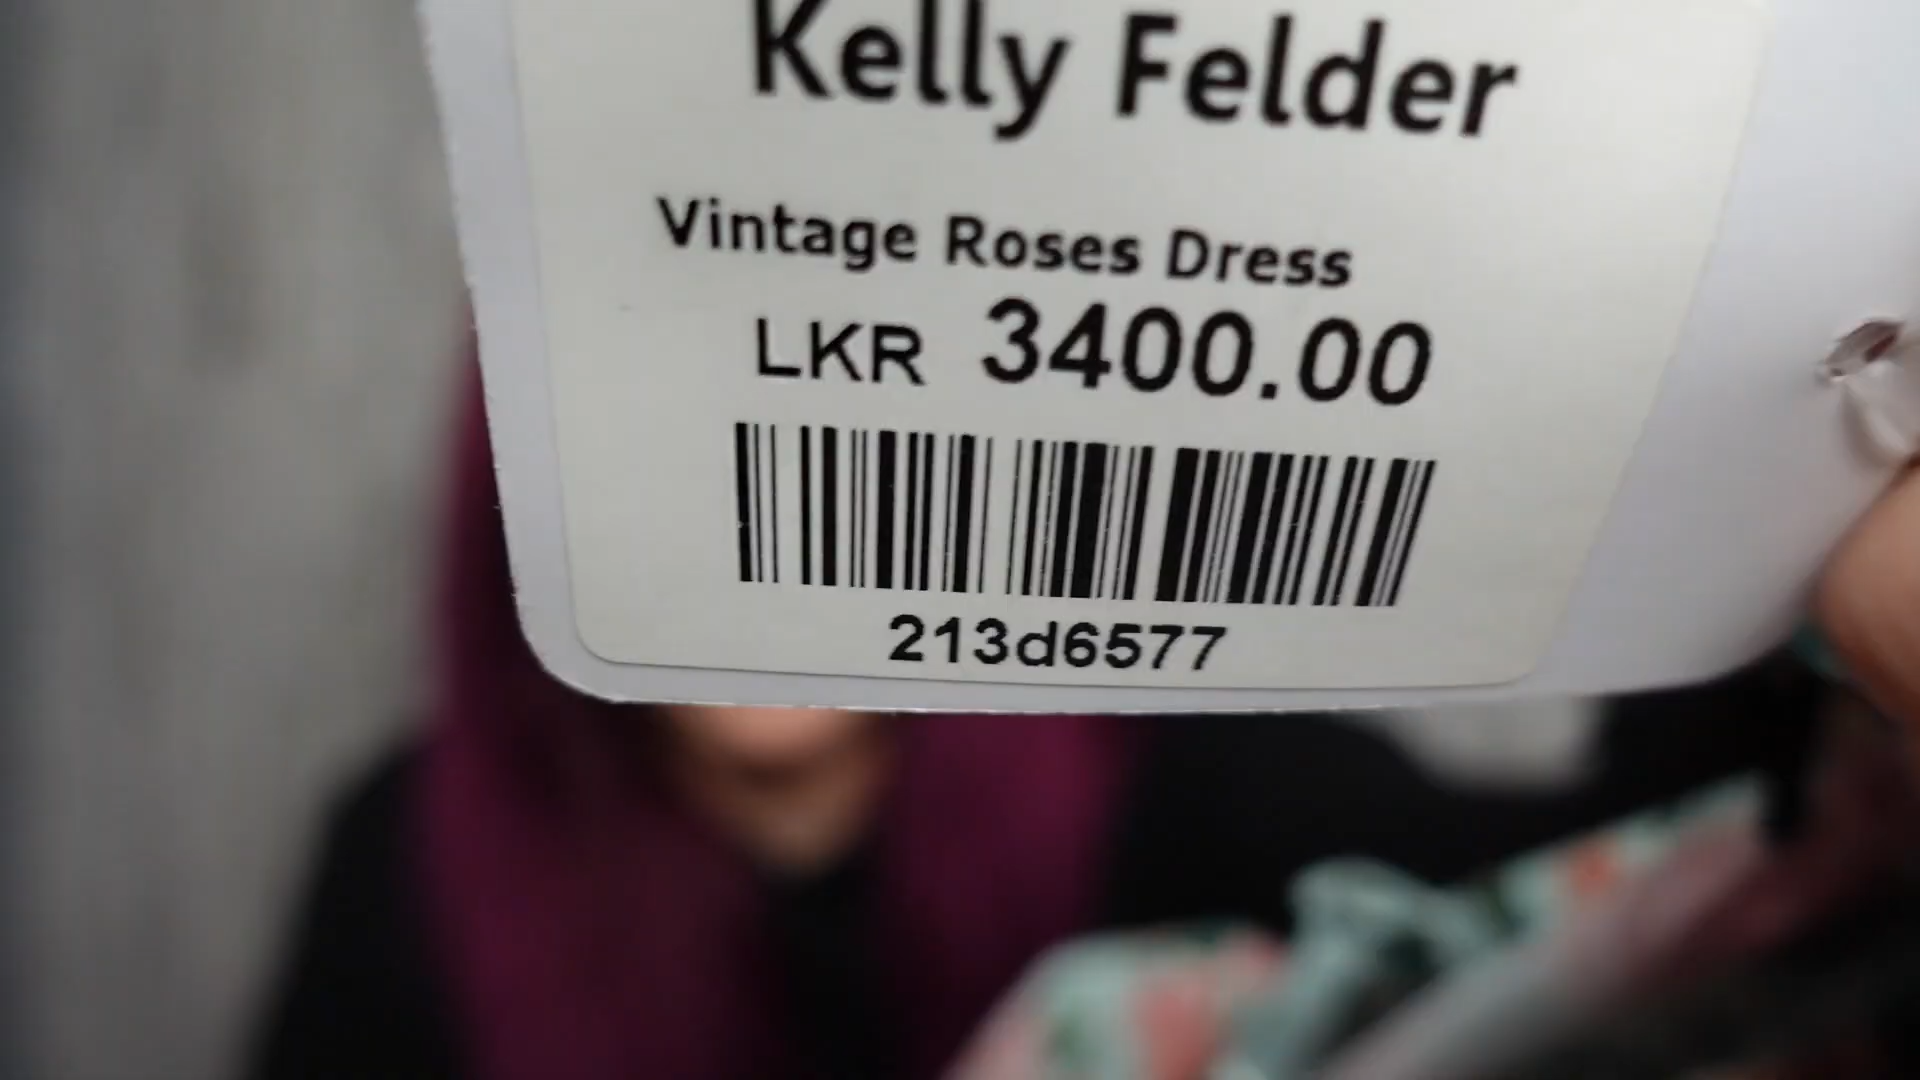 Kelly Felder
Vintage Roses Dress
LKR 3400.00
213d6577